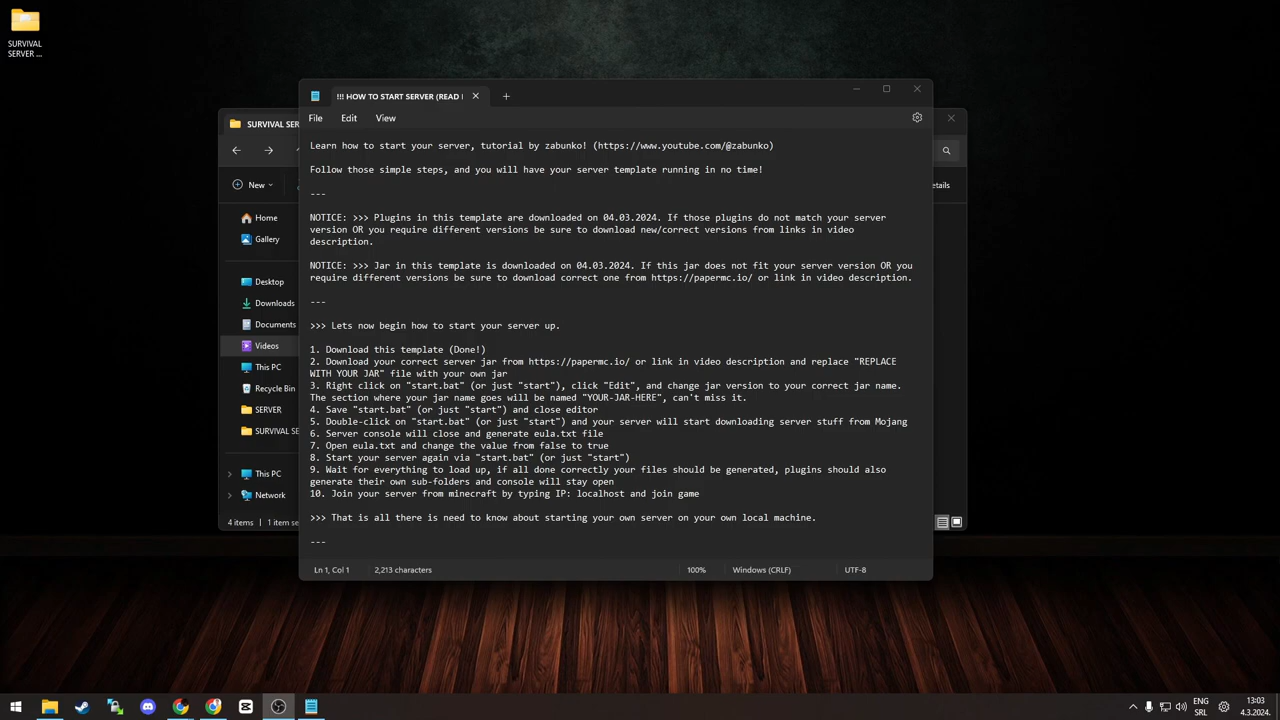 SURVIVAL
SERVER ...
!!! HOW TO START SERVER (READ
File
Edit
View
SURVIVAL SER
New
etails
Home
Gallery
Desktop
Downloads
Documents
Videos
This PC
Recycle Bin
SERVER
SURVIVAL SE
This PC
Network
4 items
1 item se
Learn how to start your server, tutorial by zabunko! (https://www.youtube.com/@zabunko)
Follow those simple steps, and you will have your server template running in no time!
---
NOTICE: >>> Plugins in this template are downloaded on 04.03.2024. If those plugins do not match your server
version OR you require different versions be sure to download new/correct versions from links in video
description.
NOTICE: >>> Jar in this template is downloaded on 04.03.2024. If this jar does not fit your server version OR you
require different versions be sure to download correct one from https://papermc.io/ or link in video description.
---
>>> Lets now begin how to start your server up.
1. Download this template (Done!)
2. Download your correct server jar from https://papermc.io/ or link in video description and replace "REPLACE
WITH YOUR JAR" file with your own jar
3. Right click on "start.bat" (or just "start"), click "Edit", and change jar version to your correct jar name.
The section where your jar name goes will be named "YOUR-JAR-HERE", can't miss it.
4. Save "start.bat" (or just "start") and close editor
5. Double-click on "start.bat" (or just "start") and your server will start downloading server stuff from Mojang
6. Server console will close and generate eula.txt file
7. Open eula.txt and change the value from false to true
8. Start your server again via "start.bat" (or just "start")
9. Wait for everything to load up, if all done correctly your files should be generated, plugins should also
generate their own sub-folders and console will stay open
10. Join your server from minecraft by typing IP: localhost and join game
>>> That is all there is need to know about starting your own server on your own local machine.
---
Ln 1, Col 1
2,213 characters
100%
Windows (CRLF)
UTF-8
ENG
SRL
13:03
4.3.2024.